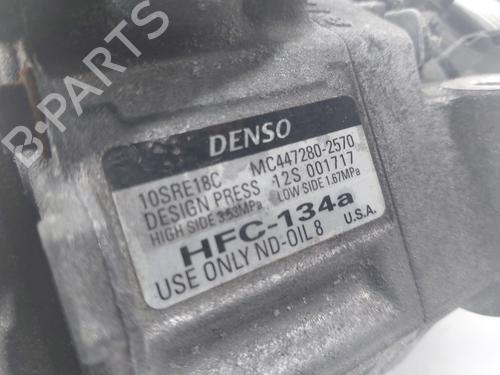 B-PARTS
DENSO
10SRE18C MC447280-2570
DESIGN PRESS 12S 001717
HIGH SIDE 3.53MPa LOW SIDE 1.67MPa
HFC-134a
USE ONLY ND-OIL 8 U.S.A.